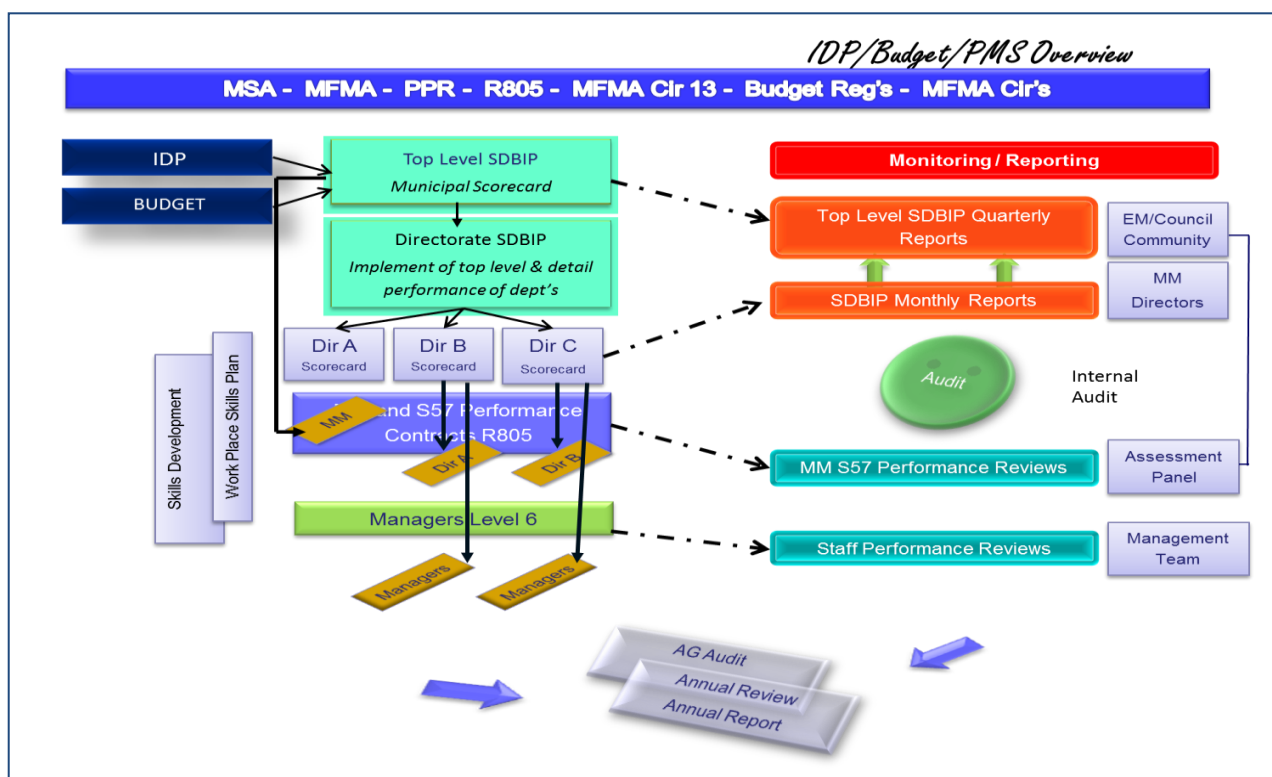 IDP/Budget/PMS Overview
MSA - MFMA - PPR - R805 - MFMA Cir 13 - Budget Reg's - MFMA Cir's
IDP
BUDGET
Top Level SDBIP
Municipal Scorecard
Directorate SDBIP
Implement of top level & detail
performance of dept's
Dir A
Scorecard
Dir B
Scorecard
Dir C
Scorecard
Skills Development
Work Place Skills Plan
and S57 Performance
Contracts R805
MM
Dir A
Dir B
Managers Level 6
Managers
Managers
Monitoring / Reporting
Top Level SDBIP Quarterly
Reports
EM/Council
Community
SDBIP Monthly Reports
MM
Directors
Audit
Internal
Audit
MM S57 Performance Reviews
Assessment
Panel
Staff Performance Reviews
Management
Team
AG Audit
Annual Review
Annual Report